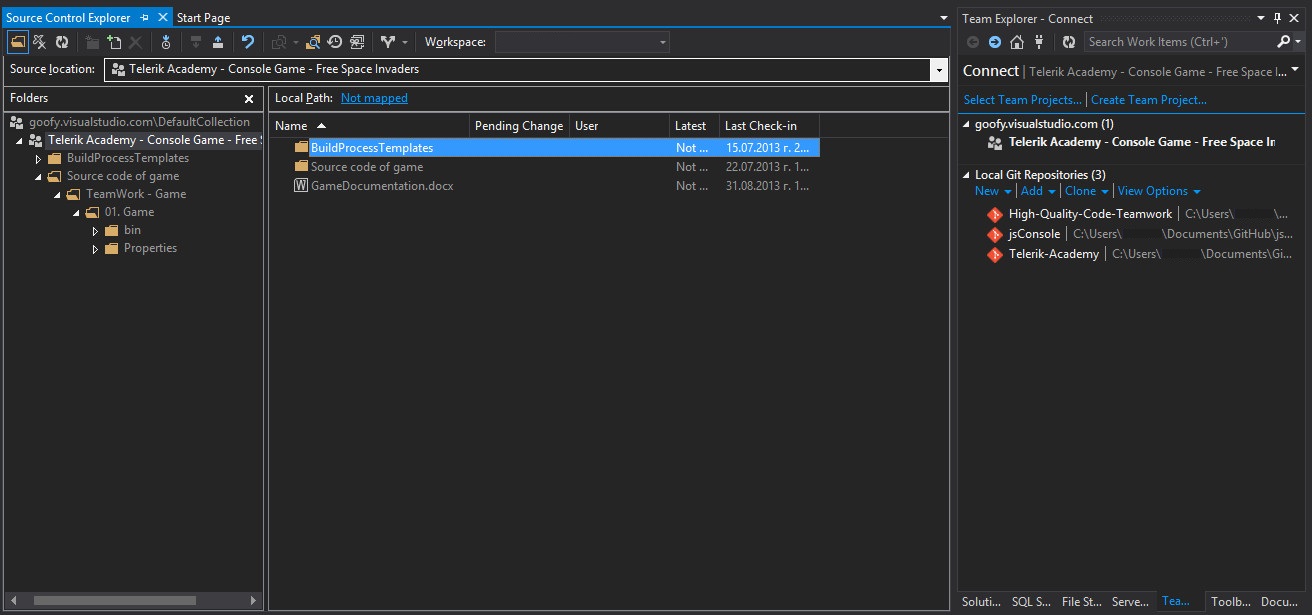 Source Control Explorer
Start Page
Workspace:
Source location: Telerik Academy - Console Game - Free Space Invaders
Folders
goofy.visualstudio.com\DefaultCollection
Telerik Academy - Console Game - Free S
BuildProcessTemplates
Source code of game
TeamWork - Game
01. Game
bin
Properties
Local Path: Not mapped
Name Pending Change User Latest Last Check-in
BuildProcessTemplates Not ... 15.07.2013 г. 2...
Source code of game Not ... 22.07.2013 г. 1...
GameDocumentation.docx Not ... 31.08.2013 г. 1...
Team Explorer - Connect
Search Work Items (Ctrl+')
Connect | Telerik Academy - Console Game - Free Space I...
Select Team Projects... | Create Team Project...
goofy.visualstudio.com (1)
Telerik Academy - Console Game - Free Space In
Local Git Repositories (3)
New | Add | Clone | View Options
High-Quality-Code-Teamwork | C:\Users\ \...
jsConsole | C:\Users\ \Documents\GitHub\js...
Telerik-Academy | C:\Users\ \Documents\Gi...
Soluti... SQL S... File St... Serve... Tea... Toolb... Docu...